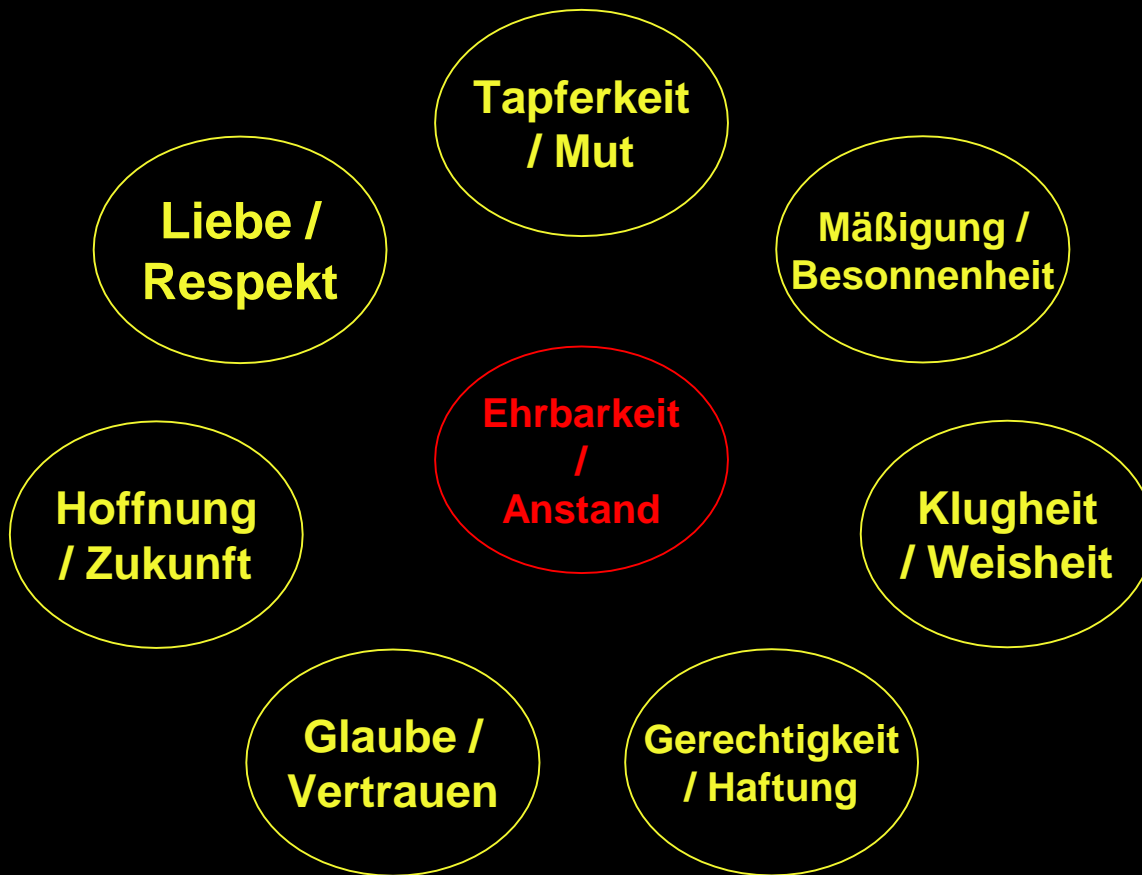 Tapferkeit
/ Mut
Liebe /
Respekt
Mäßigung /
Besonnenheit
Ehrbarkeit
/
Anstand
Hoffnung
/ Zukunft
Klugheit
/ Weisheit
Glaube /
Vertrauen
Gerechtigkeit
/ Haftung